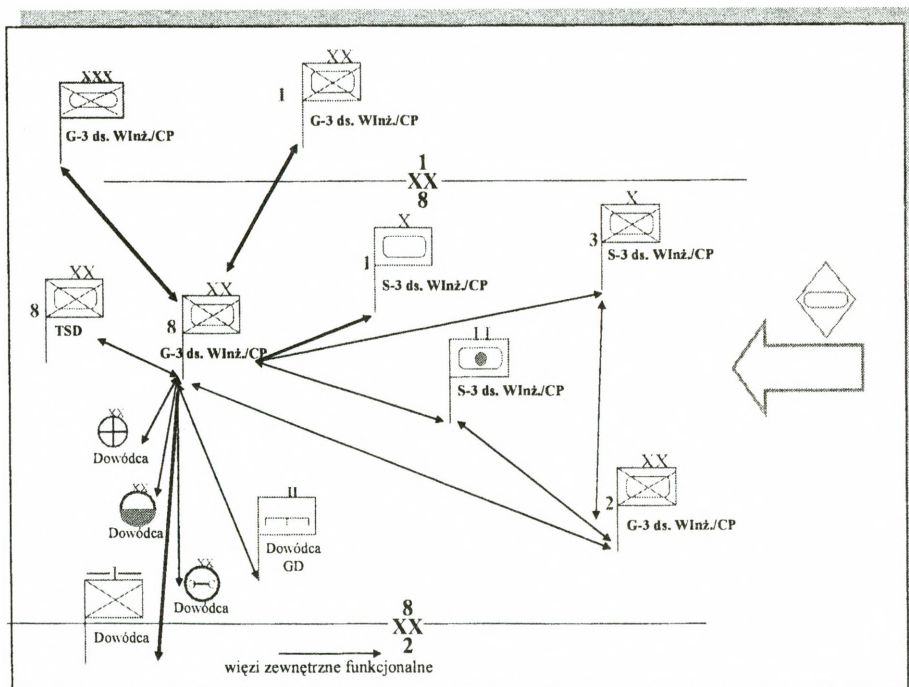 XXX
G-3 ds. WInż./CP
XX
1
G-3 ds. WInż./CP
1
XX
8
X
1
S-3 ds. WInż./CP
X
3
S-3 ds. WInż./CP
XX
8
TSD
XX
8
G-3 ds. WInż./CP
I I
S-3 ds. WInż./CP
XX
Dowódca
XX
Dowódca
XX
Dowódca
II
Dowódca
GD
XX
2
G-3 ds. WInż./CP
I
Dowódca
8
XX
2
więzi zewnętrzne funkcjonalne